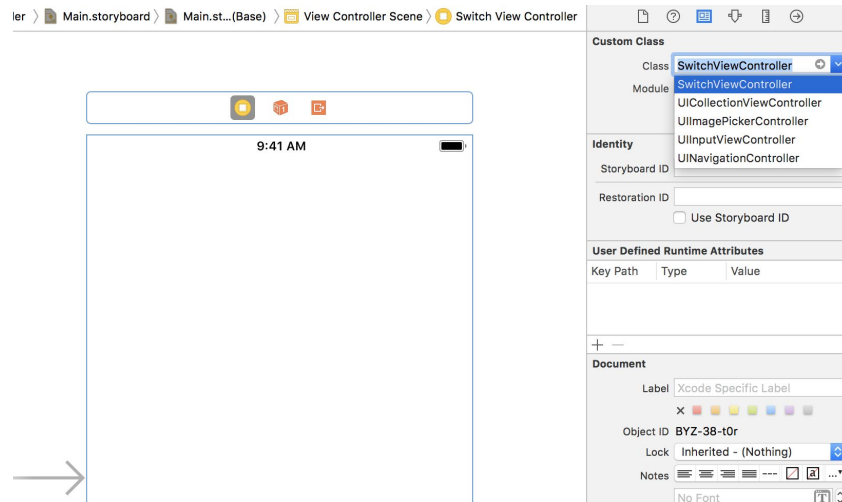 ler 〉 Main.storyboard 〉 Main.st...(Base) 〉 View Controller Scene 〉 Switch View Controller
Custom Class
Class SwitchViewController
SwitchViewController
Module
UICollectionViewController
UIImagePickerController
UIInputViewController
UINavigationController
9:41 AM
Identity
Storyboard ID
Restoration ID
Use Storyboard ID
User Defined Runtime Attributes
Key Path Type Value
+ —
Document
Label Xcode Specific Label
Object ID BYZ-38-t0r
Lock Inherited - (Nothing)
Notes --- a ...
No Font T